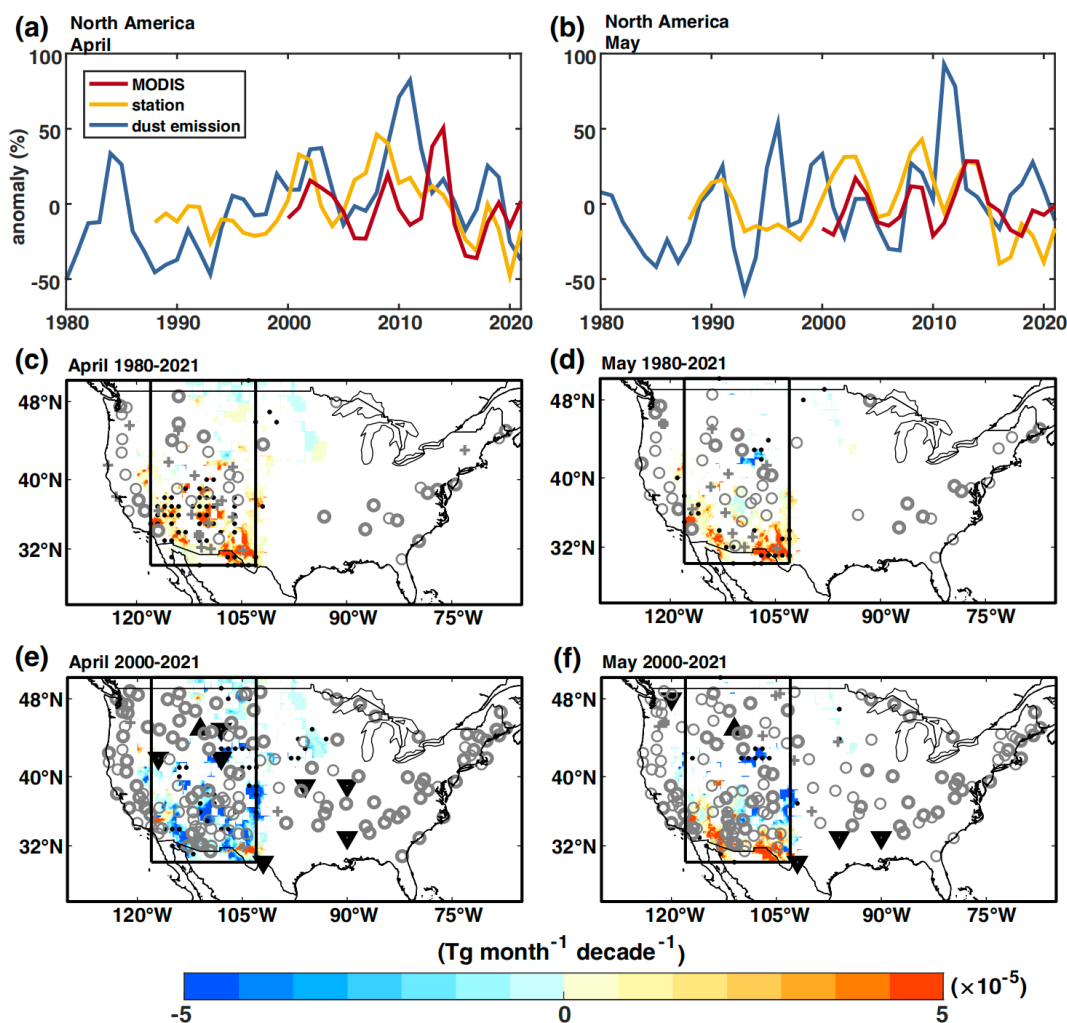 (a) North America
April
(b) North America
May
100
50
0
-50
anomaly (%)
MODIS
station
dust emission
1980 1990 2000 2010 2020
100
50
0
-50
1980 1990 2000 2010 2020
(c) April 1980-2021
48°N
40°N
32°N
120°W 105°W 90°W 75°W
(d) May 1980-2021
48°N
40°N
32°N
120°W 105°W 90°W 75°W
(e) April 2000-2021
48°N
40°N
32°N
120°W 105°W 90°W 75°W
(f) May 2000-2021
48°N
40°N
32°N
120°W 105°W 90°W 75°W
(Tg month⁻¹ decade⁻¹)
-5 0 5 (×10⁻⁵)